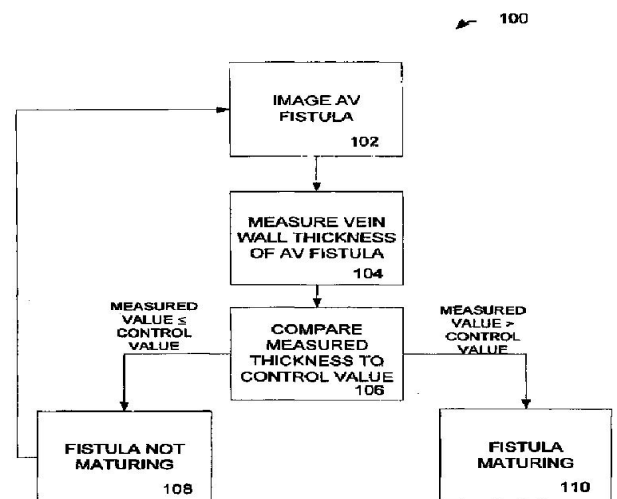 100
IMAGE AV
FISTULA
102
MEASURE VEIN
WALL THICKNESS
OF AV FISTULA
104
MEASURED
VALUE ≤
CONTROL
VALUE
COMPARE
MEASURED
THICKNESS TO
CONTROL VALUE
106
MEASURED
VALUE >
CONTROL
VALUE
FISTULA NOT
MATURING
108
FISTULA
MATURING
110